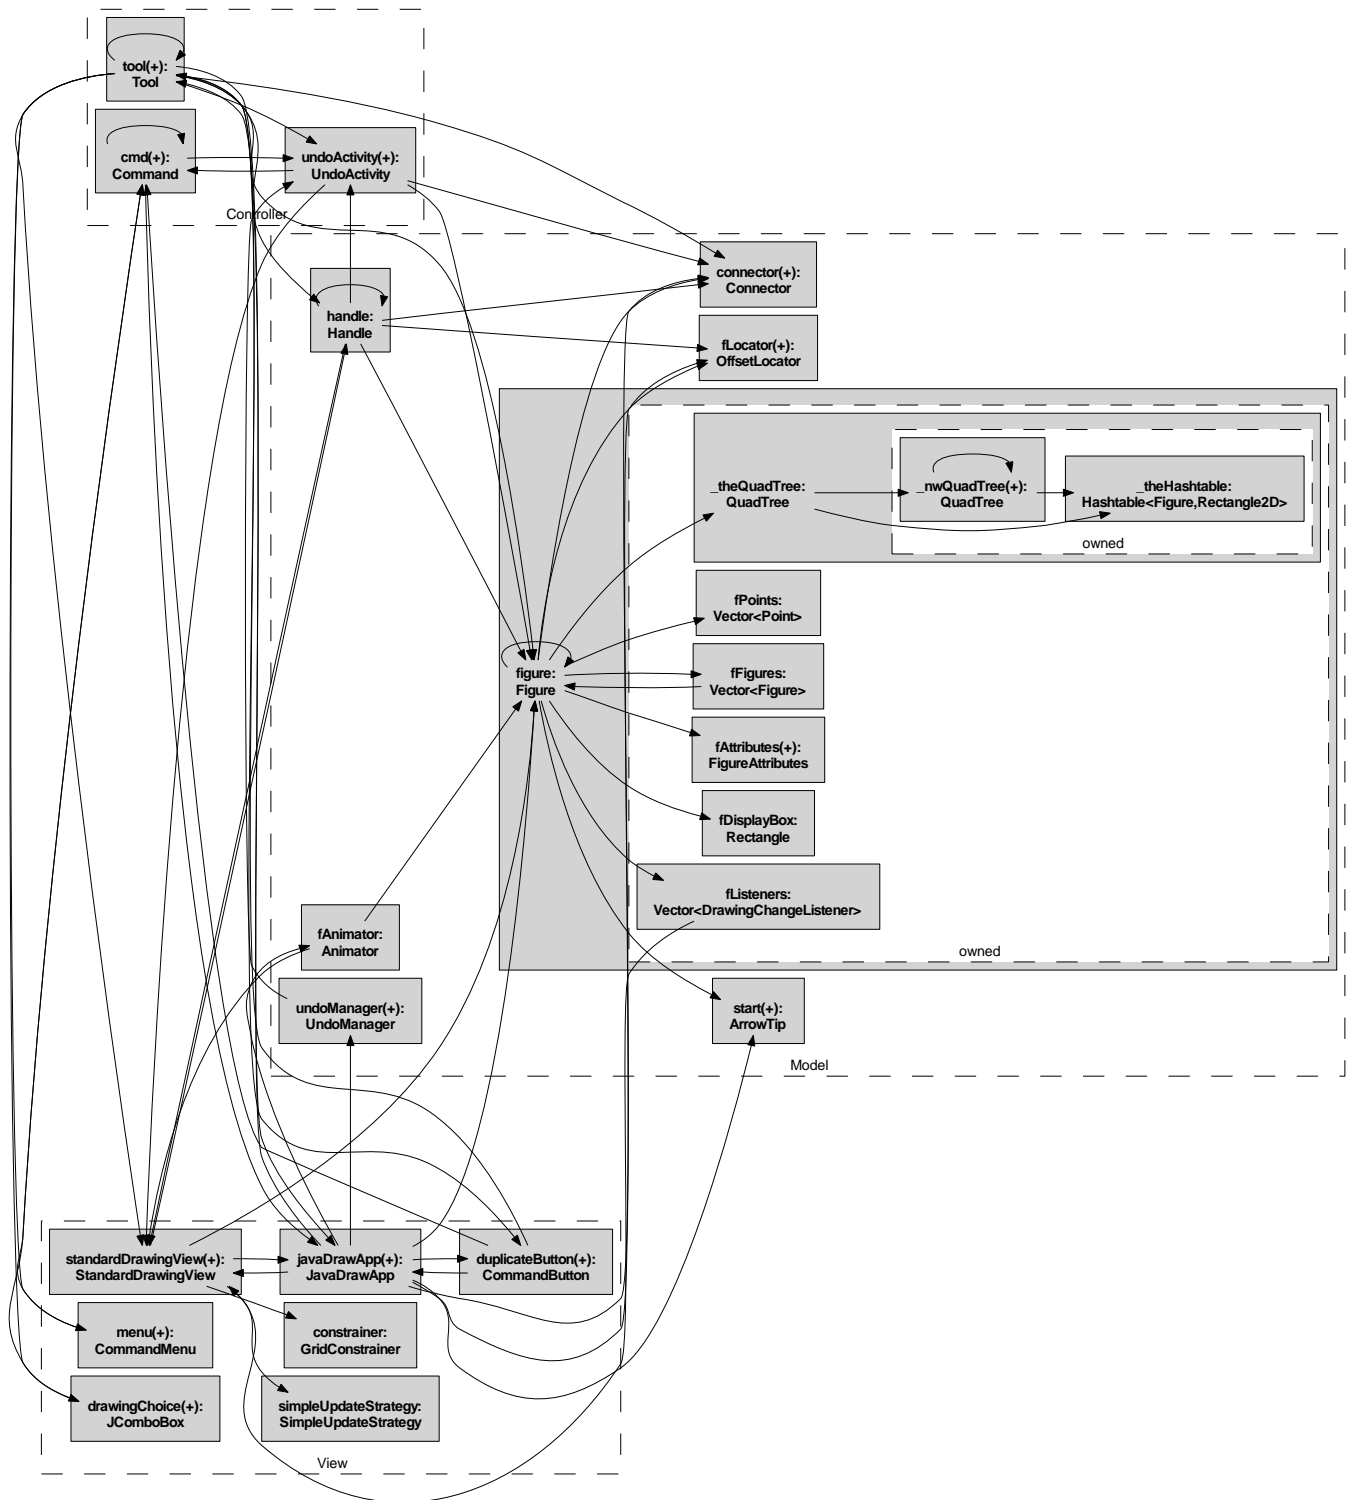 tool(+):
Tool
cmd(+):
Command
undoActivity(+):
UndoActivity
Controller
connector(+):
Connector
handle:
Handle
fLocator(+):
OffsetLocator
_theQuadTree:
QuadTree
_nwQuadTree(+):
QuadTree
_theHashtable:
Hashtable<Figure,Rectangle2D>
owned
fPoints:
Vector<Point>
figure:
Figure
fFigures:
Vector<Figure>
fAttributes(+):
FigureAttributes
fDisplayBox:
Rectangle
fListeners:
Vector<DrawingChangeListener>
owned
fAnimator:
Animator
undoManager(+):
UndoManager
start(+):
ArrowTip
Model
standardDrawingView(+):
StandardDrawingView
javaDrawApp(+):
JavaDrawApp
duplicateButton(+):
CommandButton
menu(+):
CommandMenu
constrainer:
GridConstrainer
drawingChoice(+):
JComboBox
simpleUpdateStrategy:
SimpleUpdateStrategy
View